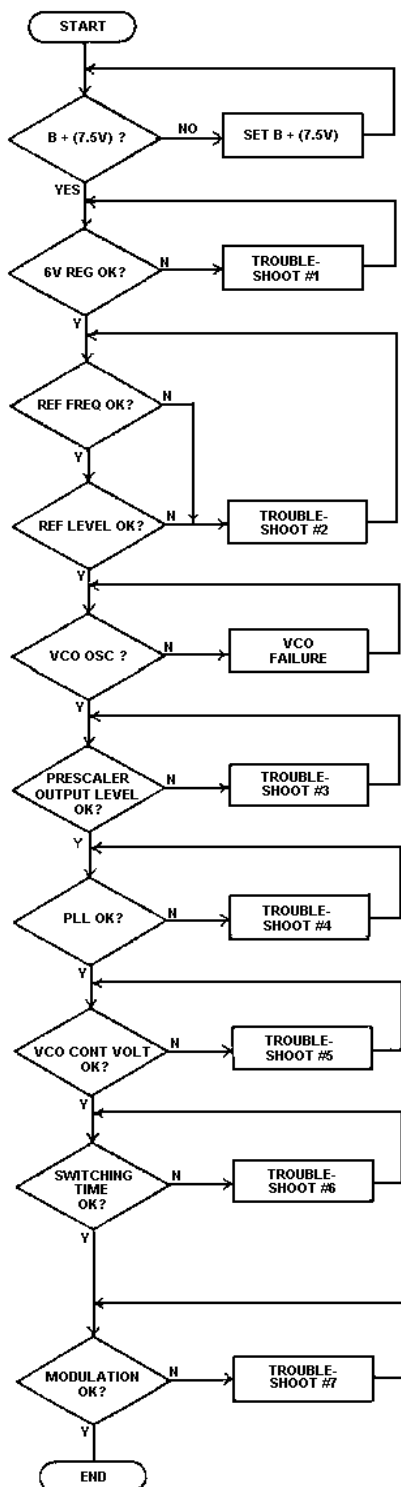 START
B + (7.5V) ?
NO
SET B + (7.5V)
YES
6V REG OK?
N
TROUBLE-
SHOOT #1
Y
REF FREQ OK?
N
Y
REF LEVEL OK?
N
TROUBLE-
SHOOT #2
Y
VCO OSC ?
N
VCO
FAILURE
Y
PRESCALER
OUTPUT LEVEL
OK?
N
TROUBLE-
SHOOT #3
Y
PLL OK?
N
TROUBLE-
SHOOT #4
Y
VCO CONT VOLT
OK?
N
TROUBLE-
SHOOT #5
Y
SWITCHING
TIME
OK?
N
TROUBLE-
SHOOT #6
Y
MODULATION
OK?
N
TROUBLE-
SHOOT #7
Y
END